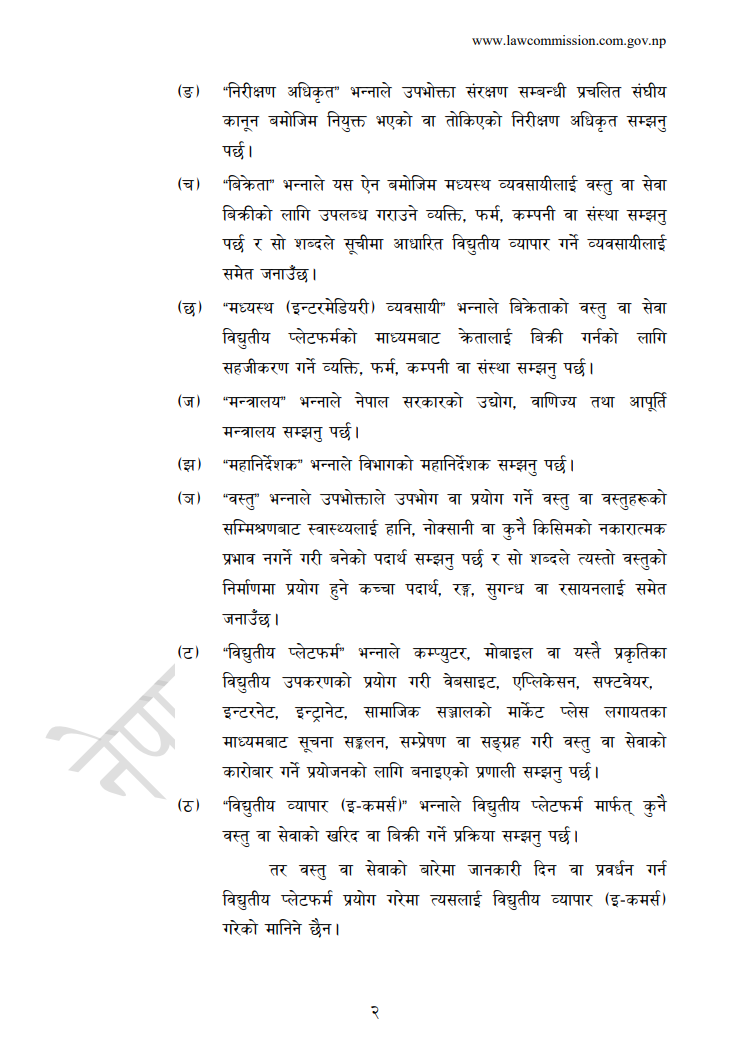 www.lawcommission.com.gov.np
(ङ) “निरीक्षण अधिकृत” भन्नाले उपभोक्ता संरक्षण सम्बन्धी प्रचलित संघीय
कानून बमोजिम नियुक्त भएको वा तोकिएको निरीक्षण अधिकृत सम्झनु
पर्छ।
(च) “बिक्रेता” भन्नाले यस ऐन बमोजिम मध्यस्थ व्यवसायीलाई वस्तु वा सेवा
बिक्रीको लागि उपलब्ध गराउने व्यक्ति, फर्म, कम्पनी वा संस्था सम्झनु
पर्छ र सो शब्दले सूचीमा आधारित विद्युतीय व्यापार गर्ने व्यवसायीलाई
समेत जनाउँछ।
(छ) “मध्यस्थ (इन्टरमेडियरी) व्यवसायी” भन्नाले बिक्रेताको वस्तु वा सेवा
विद्युतीय प्लेटफर्मको माध्यमबाट क्रेतालाई बिक्री गर्नको लागि
सहजीकरण गर्ने व्यक्ति, फर्म, कम्पनी वा संस्था सम्झनु पर्छ।
(ज) “मन्त्रालय” भन्नाले नेपाल सरकारको उद्योग, वाणिज्य तथा आपूर्ति
मन्त्रालय सम्झनु पर्छ।
(झ) “महानिर्देशक” भन्नाले विभागको महानिर्देशक सम्झनु पर्छ।
(ञ) “वस्तु” भन्नाले उपभोक्ताले उपभोग वा प्रयोग गर्ने वस्तु वा वस्तुहरूको
सम्मिश्रणबाट स्वास्थ्यलाई हानि, नोक्सानी वा कुनै किसिमको नकारात्मक
प्रभाव नगर्ने गरी बनेको पदार्थ सम्झनु पर्छ र सो शब्दले त्यस्तो वस्तुको
निर्माणमा प्रयोग हुने कच्चा पदार्थ, रङ्ग, सुगन्ध वा रसायनलाई समेत
जनाउँछ।
(ट) “विद्युतीय प्लेटफर्म” भन्नाले कम्प्युटर, मोबाइल वा यस्तै प्रकृतिका
विद्युतीय उपकरणको प्रयोग गरी वेबसाइट, एप्लिकेसन, सफ्टवेयर,
इन्टरनेट, इन्ट्रानेट, सामाजिक सञ्जालको मार्केट प्लेस लगायतका
माध्यमबाट सूचना सङ्कलन, सम्प्रेषण वा सङ्ग्रह गरी वस्तु वा सेवाको
कारोबार गर्ने प्रयोजनको लागि बनाइएको प्रणाली सम्झनु पर्छ।
(ठ) “विद्युतीय व्यापार (इ-कमर्स)” भन्नाले विद्युतीय प्लेटफर्म मार्फत् कुनै
वस्तु वा सेवाको खरिद वा बिक्री गर्ने प्रक्रिया सम्झनु पर्छ।
तर वस्तु वा सेवाको बारेमा जानकारी दिन वा प्रवर्धन गर्न
विद्युतीय प्लेटफर्म प्रयोग गरेमा त्यसलाई विद्युतीय व्यापार (इ-कमर्स)
गरेको मानिने छैन।
२